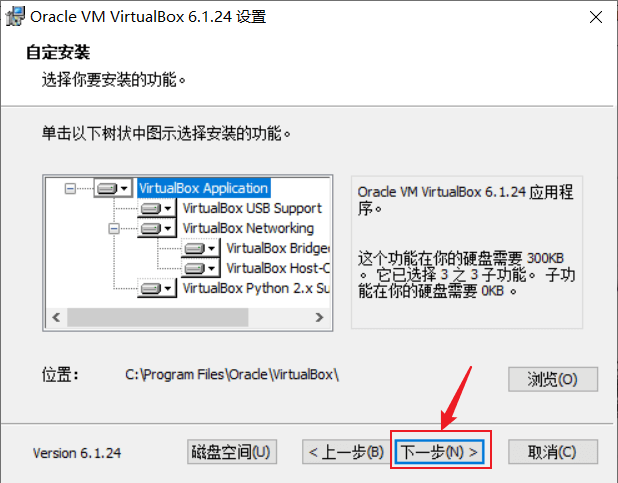 Oracle VM VirtualBox 6.1.24 设置
自定安装
选择你要安装的功能。
单击以下树状中图示选择安装的功能。
VirtualBox Application
VirtualBox USB Support
VirtualBox Networking
VirtualBox Bridged
VirtualBox Host-O
VirtualBox Python 2.x Su
Oracle VM VirtualBox 6.1.24 应用程
序。
这个功能在你的硬盘需要 300KB
。 它已选择 3 之 3 子功能。 子功
能在你的硬盘需要 0KB 。
位置: C:\Program Files\Oracle\VirtualBox\
浏览(O)
Version 6.1.24 磁盘空间(U) < 上一步(B) 下一步(N) > 取消(C)